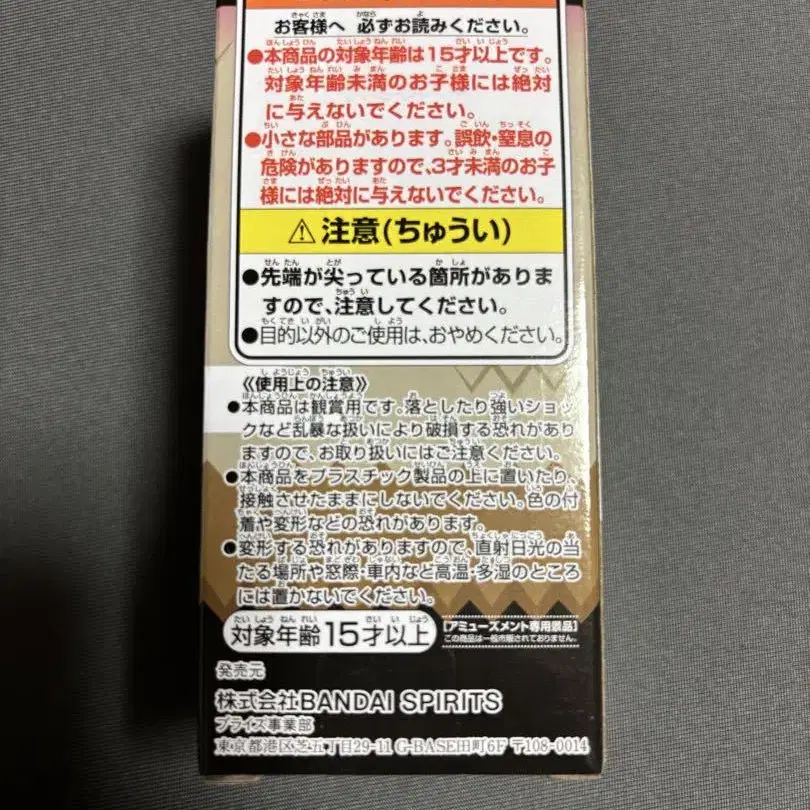 お客様へ 必ずお読みください。
●本商品の対象年齢は15才以上です。
対象年齢未満のお子様には絶対
に与えないでください。
●小さな部品があります。誤飲・窒息の
危険がありますので、3才未満のお子
様には絶対に与えないでください。
⚠注意(ちゅうい)
●先端が尖っている箇所がありま
すので、注意してください。
●目的以外のご使用は、おやめください。
《使用上の注意》
●本商品は観賞用です。落としたり強いショッ
クなど乱暴な扱いにより破損する恐れがあり
ますので、お取り扱いにはご注意ください。
●本商品をプラスチック製品の上に置いたり、
接触させたままにしないでください。色の付
着や変形などの恐れがあります。
●変形する恐れがありますので、直射日光の当
たる場所や窓際・車内など高温・多湿のところ
には置かないでください。
対象年齢15才以上
【アミューズメント専用景品】
この商品は一般市販されておりません。
発売元
株式会社BANDAI SPIRITS
プライズ事業部
東京都港区芝五丁目29-11 G-BASE田町6F 〒108-0014